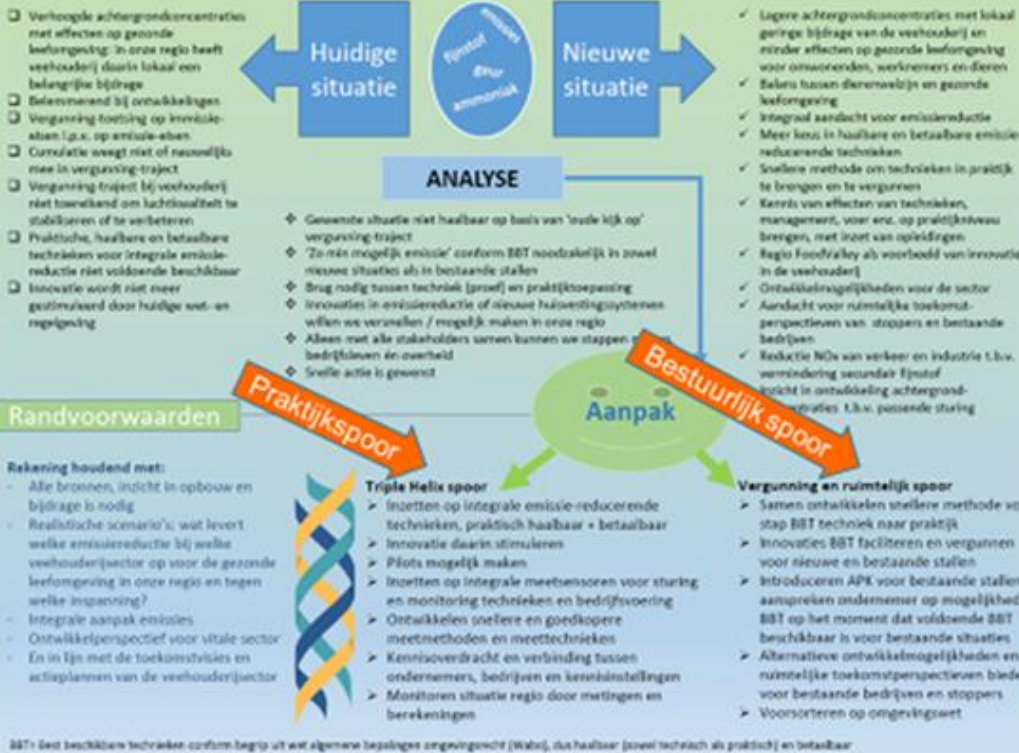 Verhoogde achtergrondconcentraties
met effecten op gezonde
leefomgeving: in onze regio heeft
veehouderij daarin lokaal een
belangrijke bijdrage
Belemmerend bij ontwikkelingen
Vergunning toetsing op immissie-
eisen i.p.v. op emissie-eisen
Cumulatie weegt niet of nauwelijks
mee in vergunning-traject
Vergunning-traject bij veehouderij
niet toereikend om luchtkwaliteit te
stabiliseren of te verbeteren
Praktische, haalbare en betaalbare
technieken voor integrale emissie-
reductie niet voldoende beschikbaar
Innovatie wordt niet meer
gestimuleerd door huidige wet- en
regelgeving
Huidige
situatie
emissies
fijnstof
geur
ammoniak
Nieuwe
situatie
Lagere achtergrondconcentraties met lokaal
geringe bijdrage van de veehouderij en
minder effecten op gezonde leefomgeving
voor omwonenden, werknemers en dieren
Balans tussen dierenwelzijn en gezonde
leefomgeving
Integraal aandacht voor emissiereductie
Meer keus in haalbare en betaalbare emissie
reducerende technieken
Snellere methode om technieken in praktijk
te brengen en te vergunnen
Kennis van effecten van technieken,
management, voer enz. op praktijkniveau
brengen, met inzet van opleidingen
Regio FoodValley als voorbeeld van innovatie
in de veehouderij
Ontwikkelmogelijkheden voor de sector
Aandacht voor ruimtelijke toekomst-
perspectieven van stoppers en bestaande
bedrijven
Reductie NOx van verkeer en industrie t.b.v.
vermindering secundair fijnstof
inzicht in ontwikkeling achtergrond-
t.b.v. passende sturing
ANALYSE
Gewenste situatie niet haalbaar op basis van 'oude kijk op'
vergunning-traject
'Zo min mogelijk emissie' conform BBT noodzakelijk in zowel
nieuwe situaties als in bestaande stallen
Brug nodig tussen techniek (proef) en praktijktoepassing
Innovaties in emissiereductie of nieuwe huisvestingssystemen
willen we versnellen / mogelijk maken in onze regio
Alleen met alle stakeholders samen kunnen we stappen
bedrijfsleven én overheid
Snelle actie is gewenst
Praktijkspoor
Aanpak
Bestuurlijk spoor
Randvoorwaarden
Rekening houdend met:
- Alle bronnen, inzicht in opbouw en
bijdrage is nodig
- Realistische scenario's: wat levert
welke emissiereductie bij welke
veehouderijsector op voor de gezonde
leefomgeving in onze regio en tegen
welke inspanning?
- Integrale aanpak emissies
- Ontwikkelperspectief voor vitale sector
- En in lijn met de toekomstvisies en
actieplannen van de veehouderijsector
Triple Helix spoor
Inzetten op integrale emissie-reducerende
technieken, praktisch haalbaar + betaalbaar
Innovatie daarin stimuleren
Pilots mogelijk maken
Inzetten op integrale meetsensoren voor sturing
en monitoring technieken en bedrijfsvoering
Ontwikkelen snellere en goedkopere
meetmethoden en meettechnieken
Kennisoverdracht en verbinding tussen
ondernemers, bedrijven en kennisinstellingen
Monitoren situatie regio door metingen en
berekeningen
Vergunning en ruimtelijk spoor
Samen ontwikkelen snellere methode vo
stap BBT techniek naar praktijk
Innovaties BBT faciliteren en vergunnen
voor nieuwe en bestaande stallen
Introduceren APK voor bestaande stallen
aanspreken ondernemer op mogelijkhed
BBT op het moment dat voldoende BBT
beschikbaar is voor bestaande situaties
Alternatieve ontwikkelmogelijkheden en
ruimtelijke toekomstperspectieven biede
voor bestaande bedrijven en stoppers
Voorsorteren op omgevingswet
BBT= Best beschikbare technieken conform begrip uit wet algemene bepalingen omgevingsrecht (Wabo), dus haalbaar (zowel technisch als praktisch) en betaalbaar